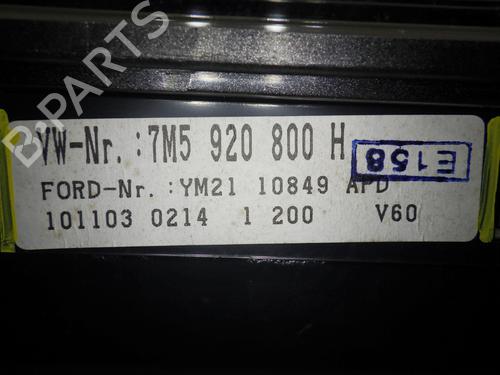 B-PARTS
VW-Nr.:7M5 920 800 H
E158
FORD-Nr.:YM21 10849 APD
101103 0214 1 200 V60